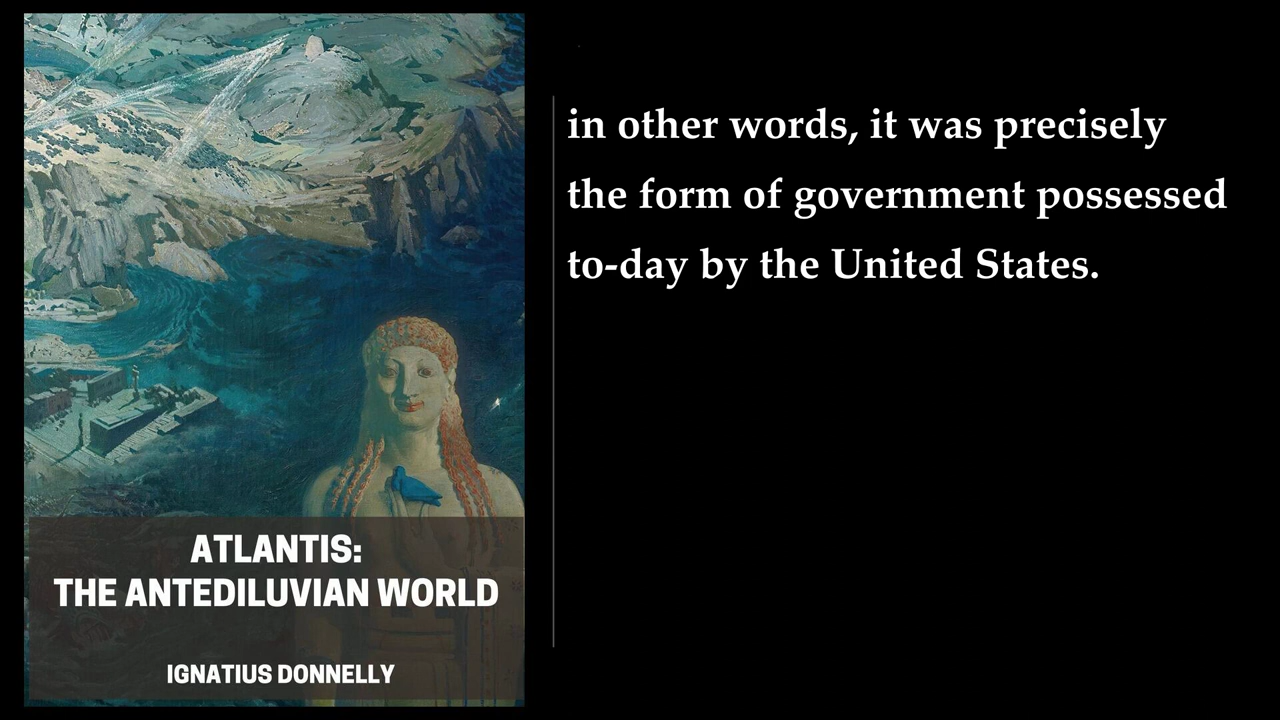 in other words, it was precisely
the form of government possessed
to-day by the United States.
ATLANTIS:
THE ANTEDILUVIAN WORLD
IGNATIUS DONNELLY